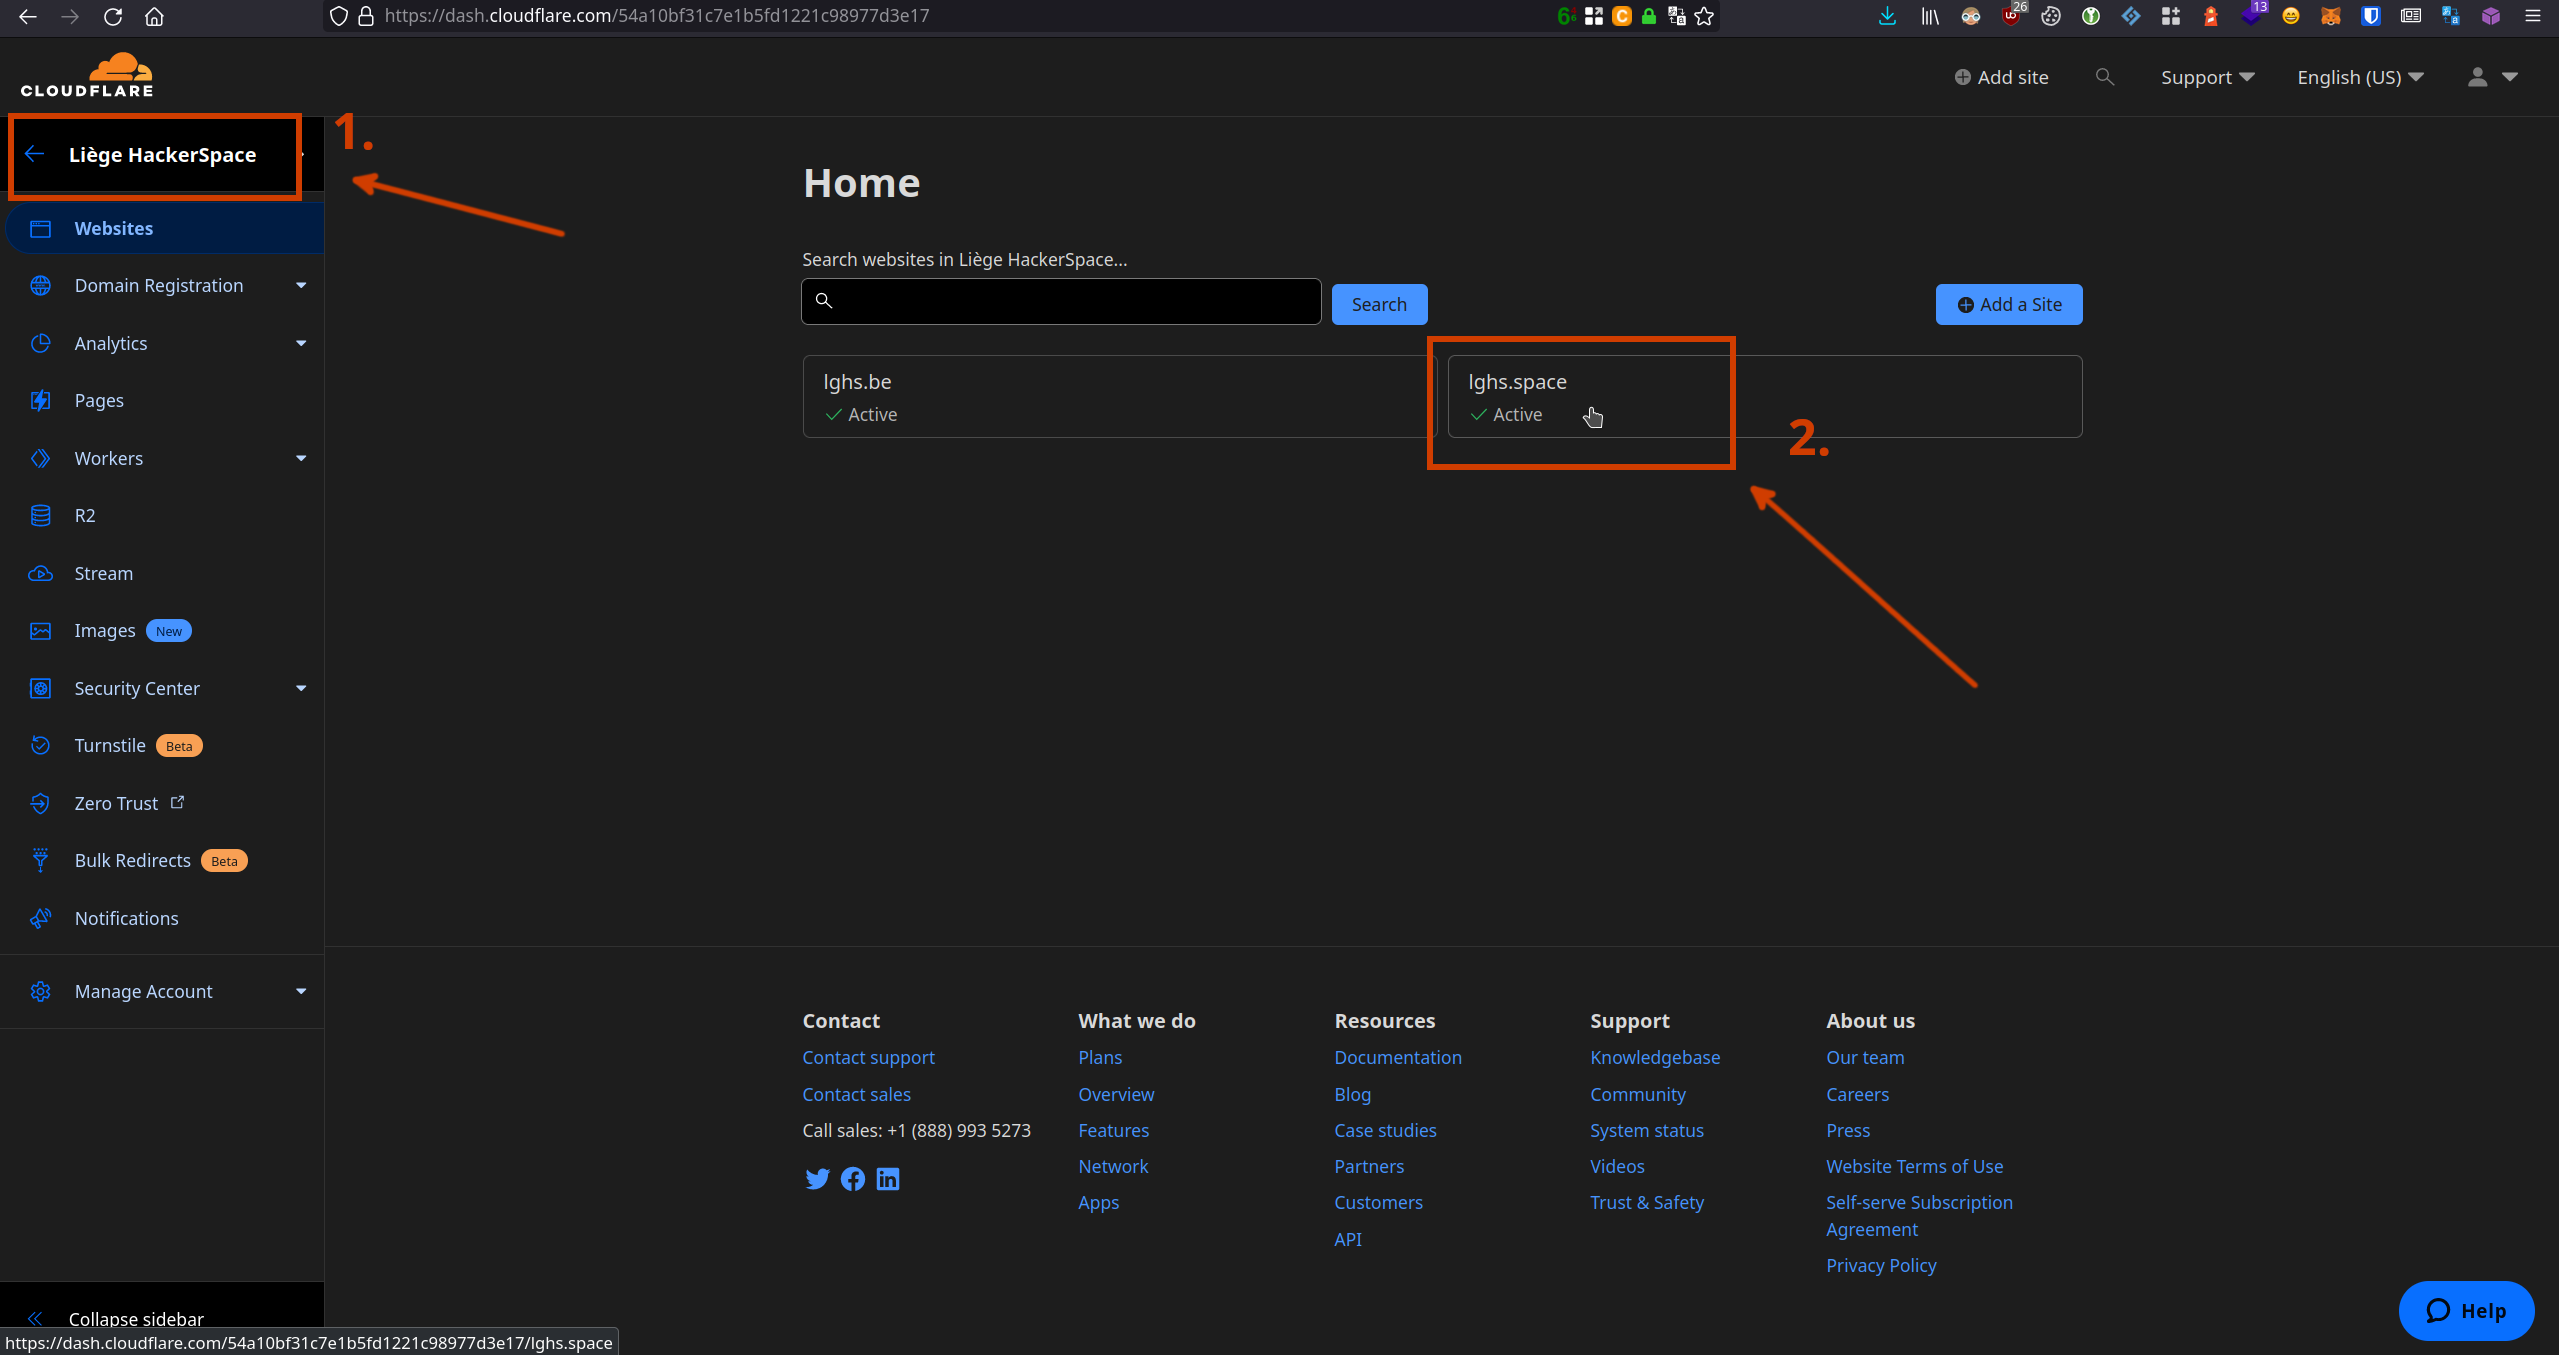 https://dash.cloudflare.com/54a10bf31c7e1b5fd1221c98977d3e17
26
13
CLOUDFLARE
Add site
Support
English (US)
Liège HackerSpace
1.
Websites
Domain Registration
Analytics
Pages
Workers
R2
Stream
Images New
Security Center
Turnstile Beta
Zero Trust
Bulk Redirects Beta
Notifications
Manage Account
Collapse sidebar
Home
Search websites in Liège HackerSpace...
Search
Add a Site
lghs.be
Active
lghs.space
Active
2.
Contact
Contact support
Contact sales
Call sales: +1 (888) 993 5273
What we do
Plans
Overview
Features
Network
Apps
Resources
Documentation
Blog
Case studies
Partners
Customers
API
Support
Knowledgebase
Community
System status
Videos
Trust & Safety
About us
Our team
Careers
Press
Website Terms of Use
Self-serve Subscription
Agreement
Privacy Policy
Help
https://dash.cloudflare.com/54a10bf31c7e1b5fd1221c98977d3e17/lghs.space